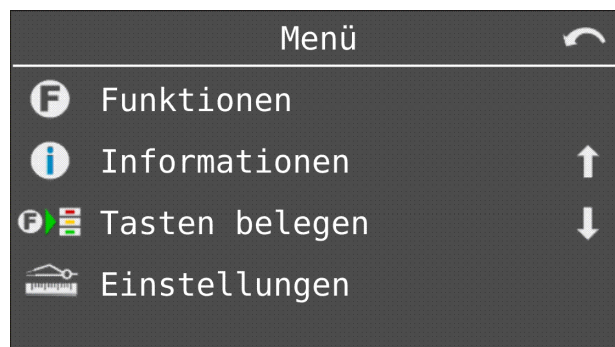 Menü
F Funktionen
i Informationen
F Tasten belegen
Einstellungen